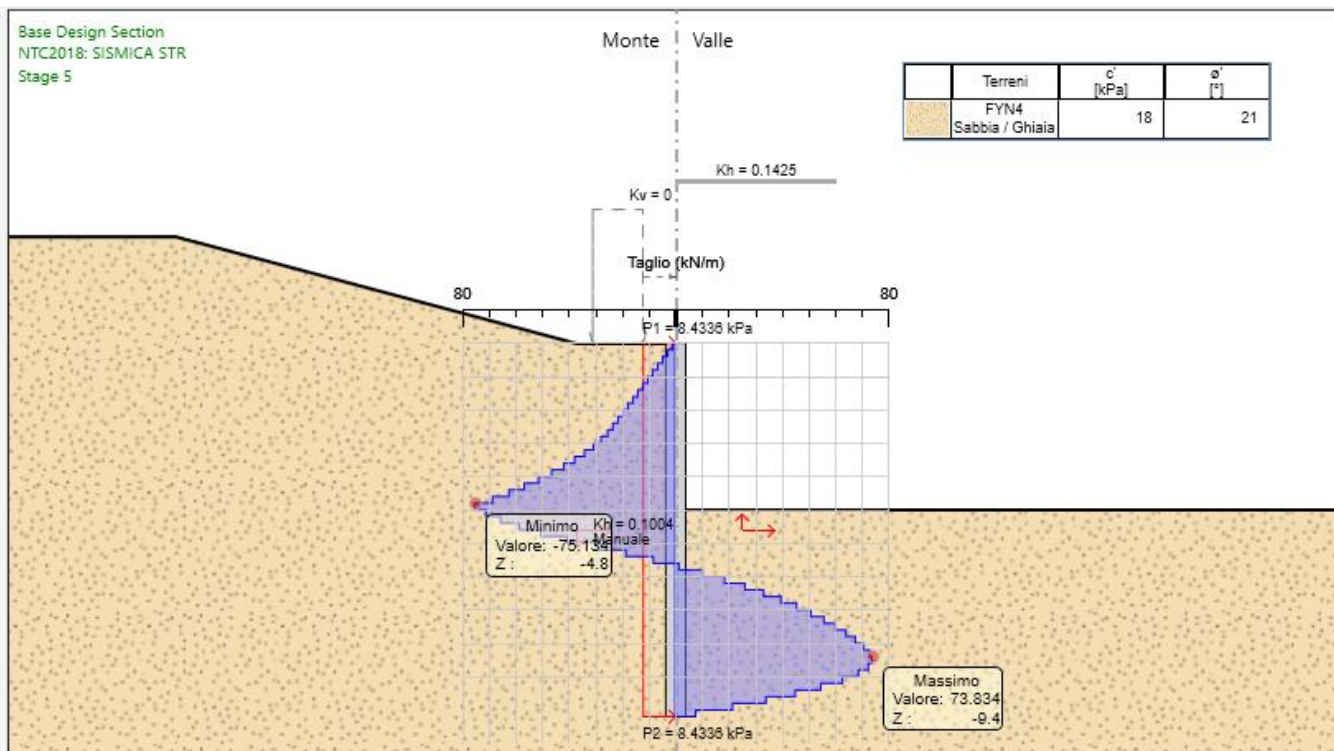 Base Design Section
NTC2018: SISMICA STR
Stage 5
Monte
Valle
Terreni
c'
[kPa]
ø'
[°]
FYN4
Sabbia / Ghiaia
18
21
Kh = 0.1425
Kv = 0
Taglio (kN/m)
80
80
P1 = 8.4336 kPa
Minimo
Valore: -75.134
Z : -4.8
Kh = 0.1004
Manuale
Massimo
Valore: 73.834
Z : -9.4
P2 = 8.4336 kPa